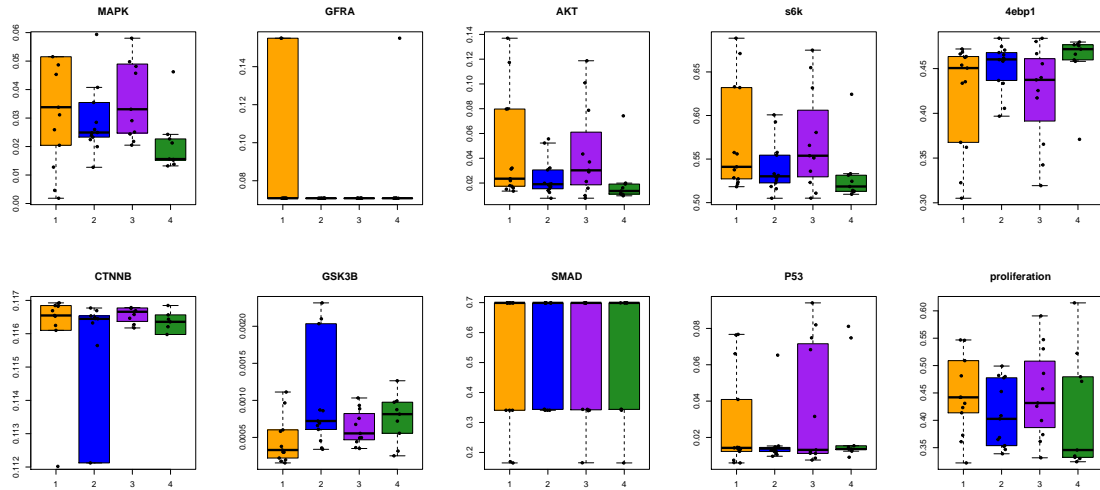 MAPK
0.00 0.01 0.02 0.03 0.04 0.05 0.06
1 2 3 4
GFRA
0.08 0.10 0.12 0.14
1 2 3 4
AKT
0.02 0.04 0.06 0.08 0.10 0.12 0.14
1 2 3 4
s6k
0.50 0.55 0.60 0.65
1 2 3 4
4ebp1
0.30 0.35 0.40 0.45
1 2 3 4
CTNNB
0.112 0.113 0.114 0.115 0.116 0.117
1 2 3 4
GSK3B
0.0005 0.0010 0.0015 0.0020
1 2 3 4
SMAD
0.2 0.3 0.4 0.5 0.6 0.7
1 2 3 4
P53
0.02 0.04 0.06 0.08
1 2 3 4
proliferation
0.35 0.40 0.45 0.50 0.55 0.60
1 2 3 4